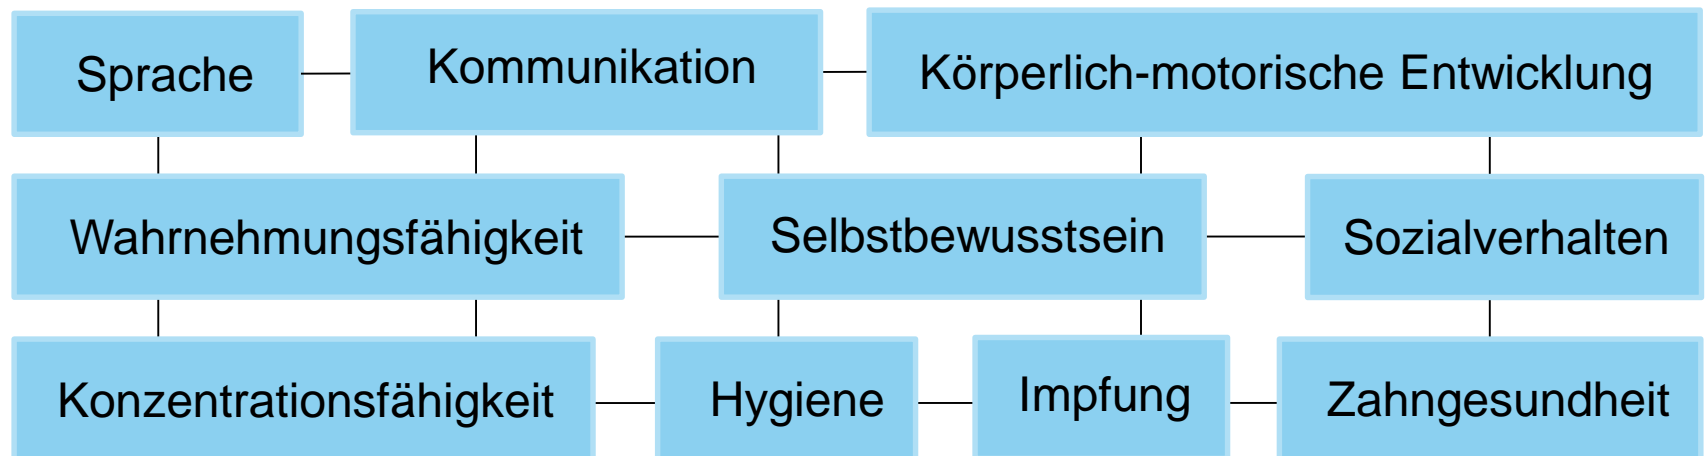 Sprache
Kommunikation
Körperlich-motorische Entwicklung
Wahrnehmungsfähigkeit
Selbstbewusstsein
Sozialverhalten
Konzentrationsfähigkeit
Hygiene
Impfung
Zahngesundheit